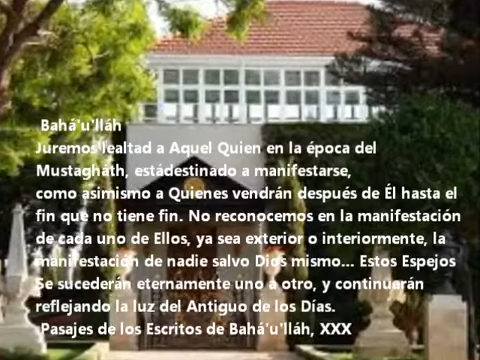 Bahá'u'lláh
Juremos lealtad a Aquel Quien en la época del
Mustagháth, estádestinado a manifestarse,
como asimismo a Quienes vendrán después de Él hasta el
fin que no tiene fin. No reconocemos en la manifestación
de cada uno de Ellos, ya sea exterior o interiormente, la
manifestación de nadie salvo Dios mismo... Estos Espejos
Se sucederán eternamente uno a otro, y continuarán
reflejando la luz del Antiguo de los Días.
Pasajes de los Escritos de Bahá'u'lláh, XXX